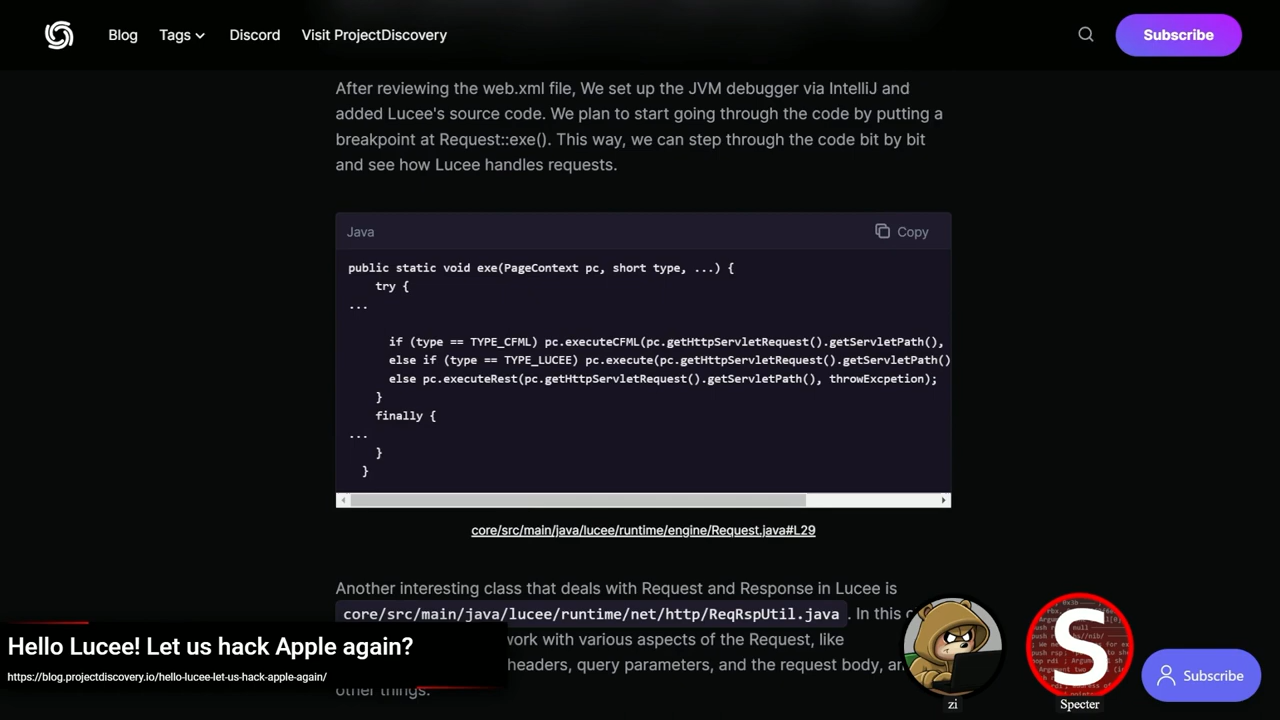 Blog Tags Discord Visit ProjectDiscovery Subscribe
After reviewing the web.xml file, We set up the JVM debugger via IntelliJ and
added Lucee's source code. We plan to start going through the code by putting a
breakpoint at Request::exe(). This way, we can step through the code bit by bit
and see how Lucee handles requests.
Java Copy
public static void exe(PageContext pc, short type, ...) {
try {
...
if (type == TYPE_CFML) pc.executeCFML(pc.getHttpServletRequest().getServletPath(),
else if (type == TYPE_LUCEE) pc.execute(pc.getHttpServletRequest().getServletPath()
else pc.executeRest(pc.getHttpServletRequest().getServletPath(), throwExcpetion);
}
finally {
...
}
}
core/src/main/java/lucee/runtime/engine/Request.java#L29
Another interesting class that deals with Request and Response in Lucee is
core/src/main/java/lucee/runtime/net/http/ReqRspUtil.java . In this
work with various aspects of the Request, like
headers, query parameters, and the request body,
other things.
Hello Lucee! Let us hack Apple again?
https://blog.projectdiscovery.io/hello-lucee-let-us-hack-apple-again/
zi
S
Specter
Subscribe